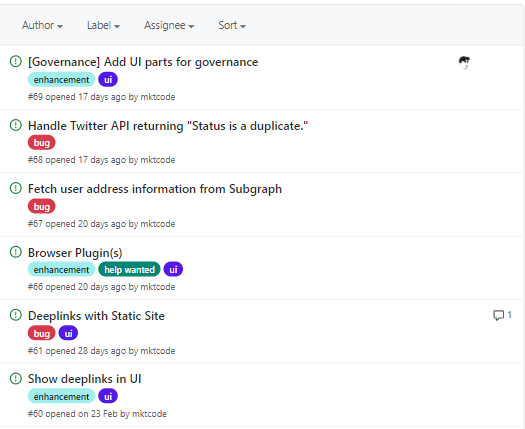 Author Label Assignee Sort
[Governance] Add UI parts for governance
enhancement ui
#69 opened 17 days ago by mktcode
Handle Twitter API returning "Status is a duplicate."
bug
#68 opened 17 days ago by mktcode
Fetch user address information from Subgraph
bug
#67 opened 20 days ago by mktcode
Browser Plugin(s)
enhancement help wanted ui
#66 opened 20 days ago by mktcode
Deeplinks with Static Site 1
bug ui
#61 opened 28 days ago by mktcode
Show deeplinks in UI
enhancement ui
#60 opened on 23 Feb by mktcode